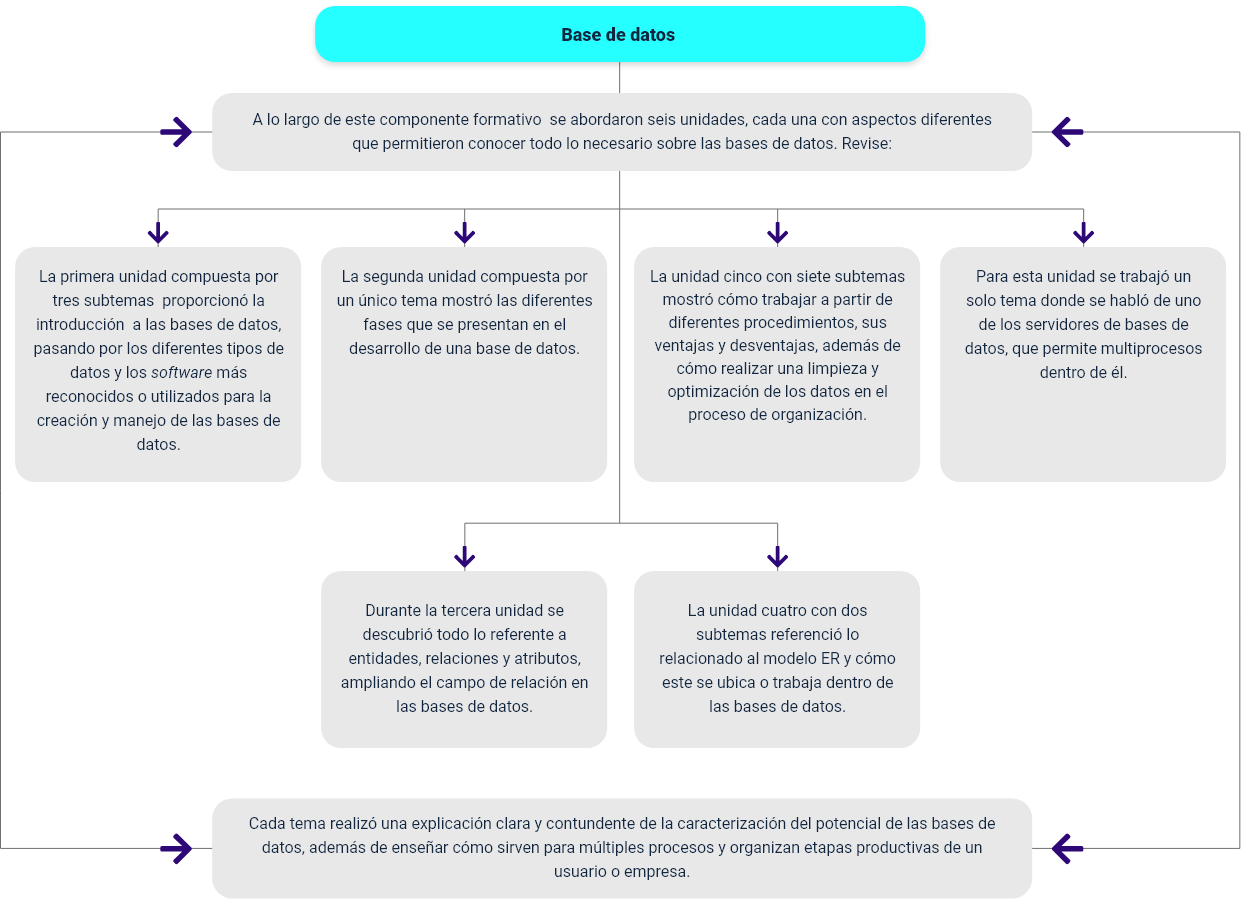 Base de datos
A lo largo de este componente formativo  se abordaron seis unidades, cada una con aspectos diferentes
que permitieron conocer todo lo necesario sobre las bases de datos. Revise:
La primera unidad compuesta por
tres subtemas  proporcionó la
introducción  a las bases de datos,
pasando por los diferentes tipos de
datos y los software más
reconocidos o utilizados para la
creación y manejo de las bases de
datos.
La segunda unidad compuesta por
un único tema mostró las diferentes
fases que se presentan en el
desarrollo de una base de datos.
La unidad cinco con siete subtemas
mostró cómo trabajar a partir de
diferentes procedimientos, sus
ventajas y desventajas, además de
cómo realizar una limpieza y
optimización de los datos en el
proceso de organización.
Para esta unidad se trabajó un
solo tema donde se habló de uno
de los servidores de bases de
datos, que permite multiprocesos
dentro de él.
Durante la tercera unidad se
descubrió todo lo referente a
entidades, relaciones y atributos,
ampliando el campo de relación en
las bases de datos.
La unidad cuatro con dos
subtemas referenció lo
relacionado al modelo ER y cómo
este se ubica o trabaja dentro de
las bases de datos.
Cada tema realizó una explicación clara y contundente de la caracterización del potencial de las bases de
datos, además de enseñar cómo sirven para múltiples procesos y organizan etapas productivas de un
usuario o empresa.